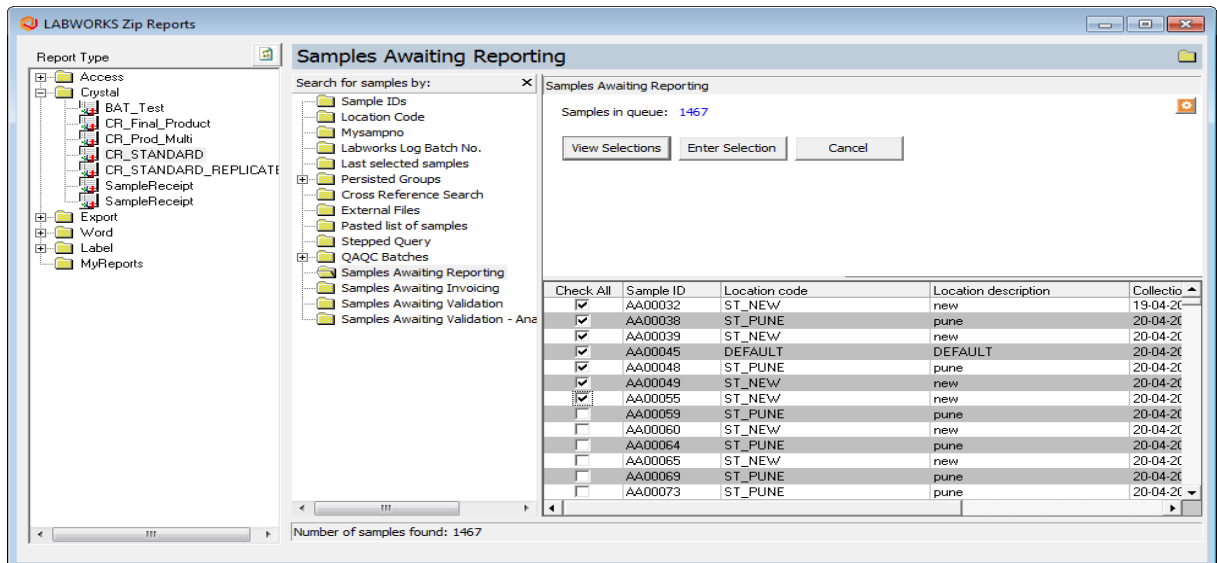 LABWORKS Zip Reports
Report Type
Access
Crystal
BAT_Test
CR_Final_Product
CR_Prod_Multi
CR_STANDARD
CR_STANDARD_REPLICATE
SampleReceipt
SampleReceipt
Export
Word
Label
MyReports
Samples Awaiting Reporting
Search for samples by:
Sample IDs
Location Code
Mysampno
Labworks Log Batch No.
Last selected samples
Persisted Groups
Cross Reference Search
External Files
Pasted list of samples
Stepped Query
QAQC Batches
Samples Awaiting Reporting
Samples Awaiting Invoicing
Samples Awaiting Validation
Samples Awaiting Validation - Ana
Samples Awaiting Reporting
Samples in queue: 1467
View Selections Enter Selection Cancel
Check All Sample ID Location code Location description Collectio
AA00032 ST_NEW new 19-04-20
AA00038 ST_PUNE pune 20-04-20
AA00039 ST_NEW new 20-04-20
AA00045 DEFAULT DEFAULT 20-04-20
AA00048 ST_PUNE pune 20-04-20
AA00049 ST_NEW new 20-04-20
AA00055 ST_NEW new 20-04-20
AA00059 ST_PUNE pune 20-04-20
AA00060 ST_NEW new 20-04-20
AA00064 ST_PUNE pune 20-04-20
AA00065 ST_NEW new 20-04-20
AA00069 ST_PUNE pune 20-04-20
AA00073 ST_PUNE pune 20-04-20
Number of samples found: 1467